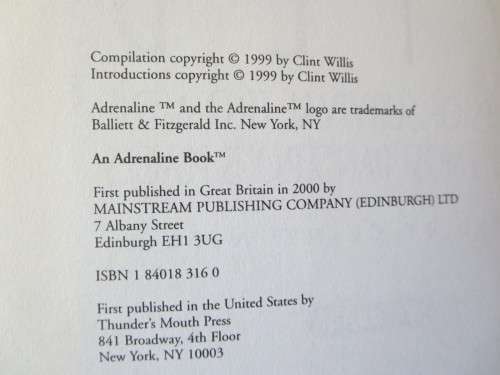 Compilation copyright © 1999 by Clint Willis
Introductions copyright © 1999 by Clint Willis
Adrenaline ™ and the Adrenaline™ logo are trademarks of
Balliett & Fitzgerald Inc. New York, NY
An Adrenaline Book™
First published in Great Britain in 2000 by
MAINSTREAM PUBLISHING COMPANY (EDINBURGH) LTD
7 Albany Street
Edinburgh EH1 3UG
ISBN 1 84018 316 0
First published in the United States by
Thunder's Mouth Press
841 Broadway, 4th Floor
New York, NY 10003